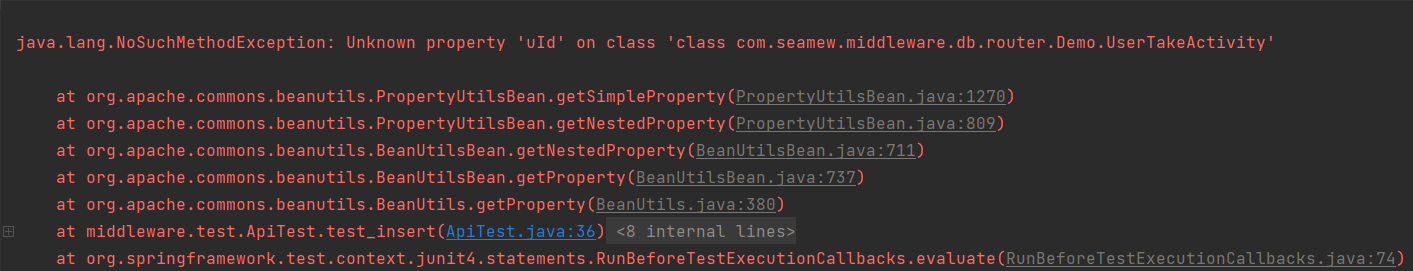 java.lang.NoSuchMethodException: Unknown property 'uId' on class 'class com.seamew.middleware.db.router.Demo.UserTakeActivity'
at org.apache.commons.beanutils.PropertyUtilsBean.getSimpleProperty(PropertyUtilsBean.java:1270)
at org.apache.commons.beanutils.PropertyUtilsBean.getNestedProperty(PropertyUtilsBean.java:809)
at org.apache.commons.beanutils.BeanUtilsBean.getNestedProperty(BeanUtilsBean.java:711)
at org.apache.commons.beanutils.BeanUtilsBean.getProperty(BeanUtilsBean.java:737)
at org.apache.commons.beanutils.BeanUtils.getProperty(BeanUtils.java:380)
at middleware.test.ApiTest.test_insert(ApiTest.java:36) <8 internal lines>
at org.springframework.test.context.junit4.statements.RunBeforeTestExecutionCallbacks.evaluate(RunBeforeTestExecutionCallbacks.java:74)